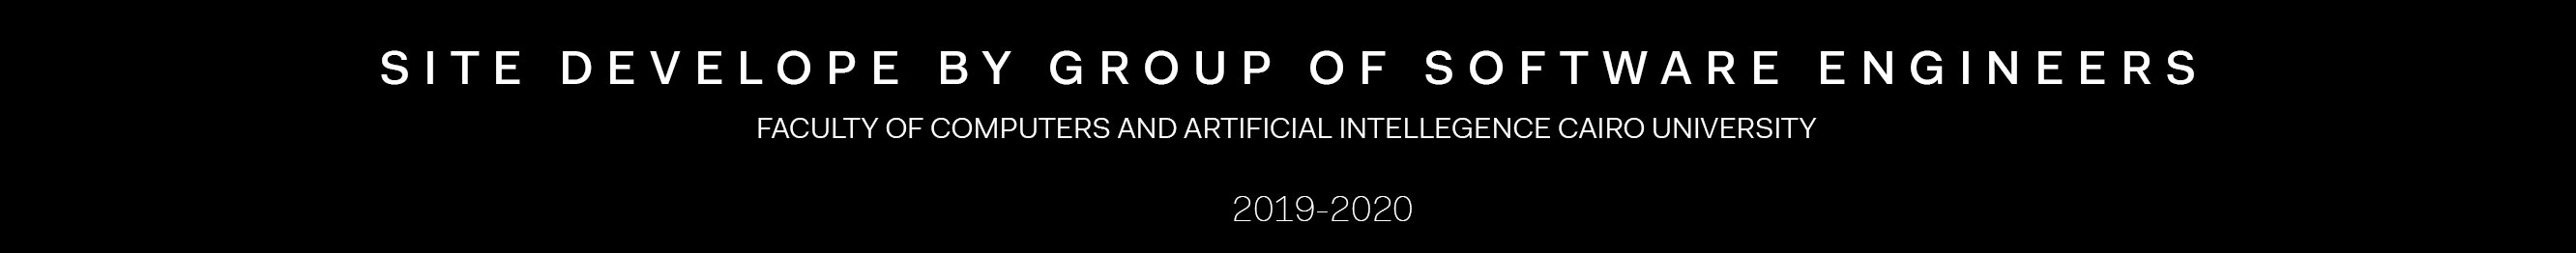 SITE DEVELOPE BY GROUP OF SOFTWARE ENGINEERS
FACULTY OF COMPUTERS AND ARTIFICIAL INTELLEGENCE CAIRO UNIVERSITY
2019-2020